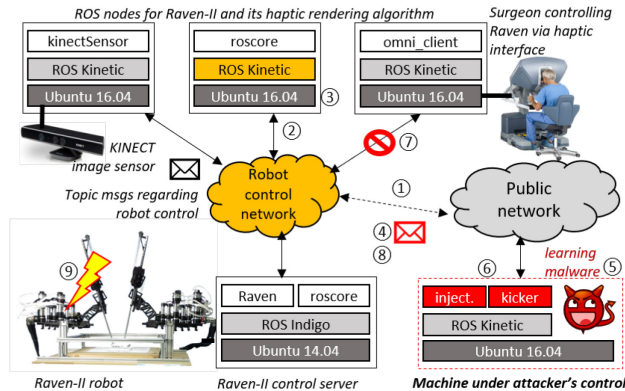 ROS nodes for Raven-II and its haptic rendering algorithm
kinectSensor
ROS Kinetic
Ubuntu 16.04
roscore
ROS Kinetic
Ubuntu 16.04
③
omni_client
ROS Kinetic
Ubuntu 16.04
Surgeon controlling
Raven via haptic
interface
KINECT
image sensor
②
⑦
Topic msgs regarding
robot control
Robot
control
network
①
④
⑧
Public
network
⑨
learning
malware
⑤
⑥
Raven
roscore
ROS Indigo
Ubuntu 14.04
inject.
kicker
ROS Kinetic
Ubuntu 16.04
Raven-II robot
Raven-II control server
Machine under attacker's control